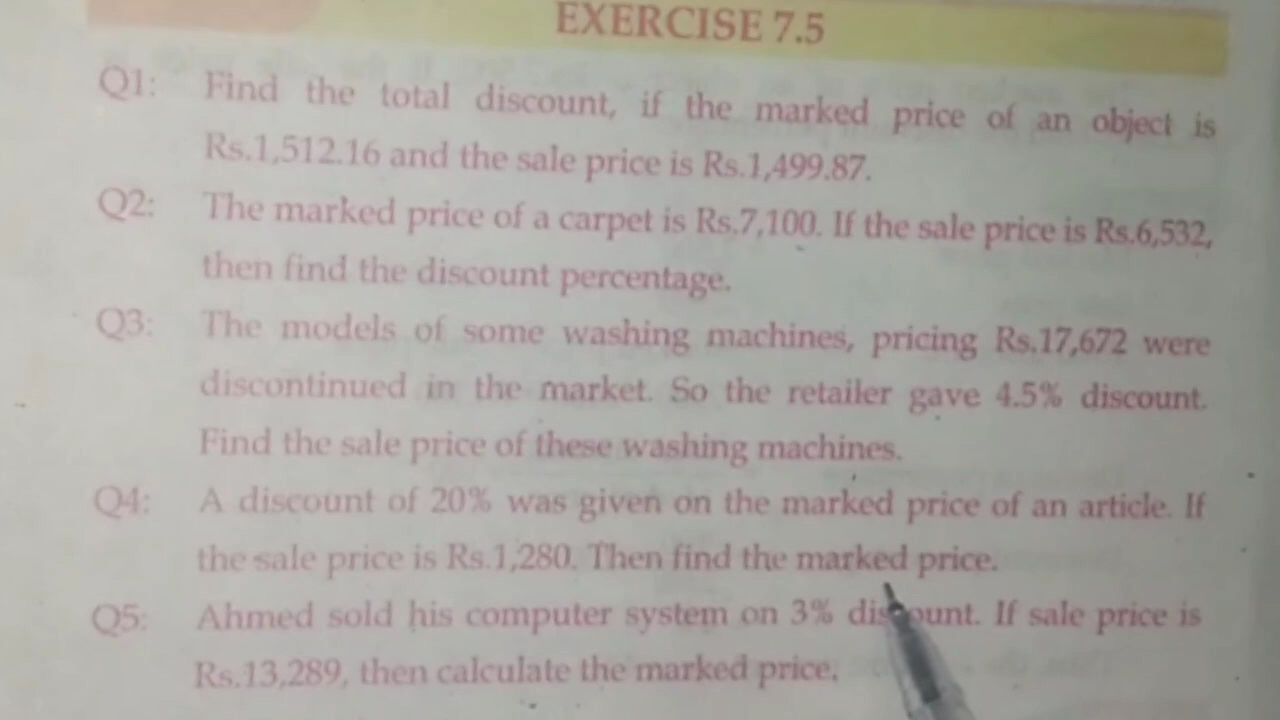 EXERCISE 7.5
Q1: Find the total discount, if the marked price of an object is
Rs.1,512.16 and the sale price is Rs.1,499.87.
Q2: The marked price of a carpet is Rs.7,100. If the sale price is Rs.6,532,
then find the discount percentage.
Q3: The models of some washing machines, pricing Rs.17,672 were
discontinued in the market. So the retailer gave 4.5% discount.
Find the sale price of these washing machines.
Q4: A discount of 20% was given on the marked price of an article. If
the sale price is Rs.1,280. Then find the marked price.
Q5: Ahmed sold his computer system on 3% discount. If sale price is
Rs.13,289, then calculate the marked price.